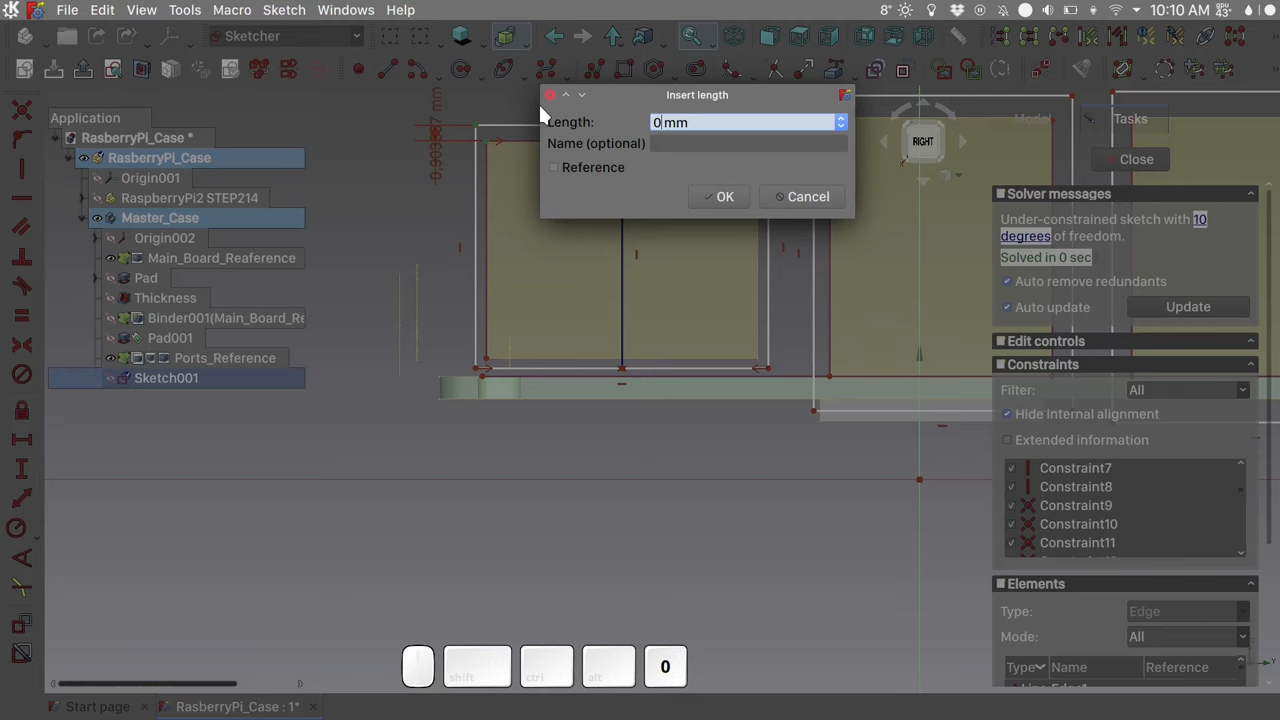 File Edit View Tools Macro Sketch Windows Help
8° gpu 43° 10:10 AM
Sketcher
Insert length
Length: 0 mm
Name (optional)
Reference
OK Cancel
Application
RasberryPi_Case *
RasberryPi_Case
Origin001
RaspberryPi2 STEP214
Master_Case
Origin002
Main_Board_Reaference
Pad
Thickness
Binder001(Main_Board_Re
Pad001
Ports_Reference
Sketch001
RIGHT
Model Tasks
Close
Solver messages
Under-constrained sketch with 10
degrees of freedom.
Solved in 0 sec
Auto remove redundants
Auto update Update
Edit controls
Constraints
Filter: All
Hide internal alignment
Extended information
Constraint7
Constraint8
Constraint9
Constraint10
Constraint11
Elements
Type: Edge
Mode: All
Type Name Reference
shift ctrl alt 0
Start page RasberryPi_Case : 1*